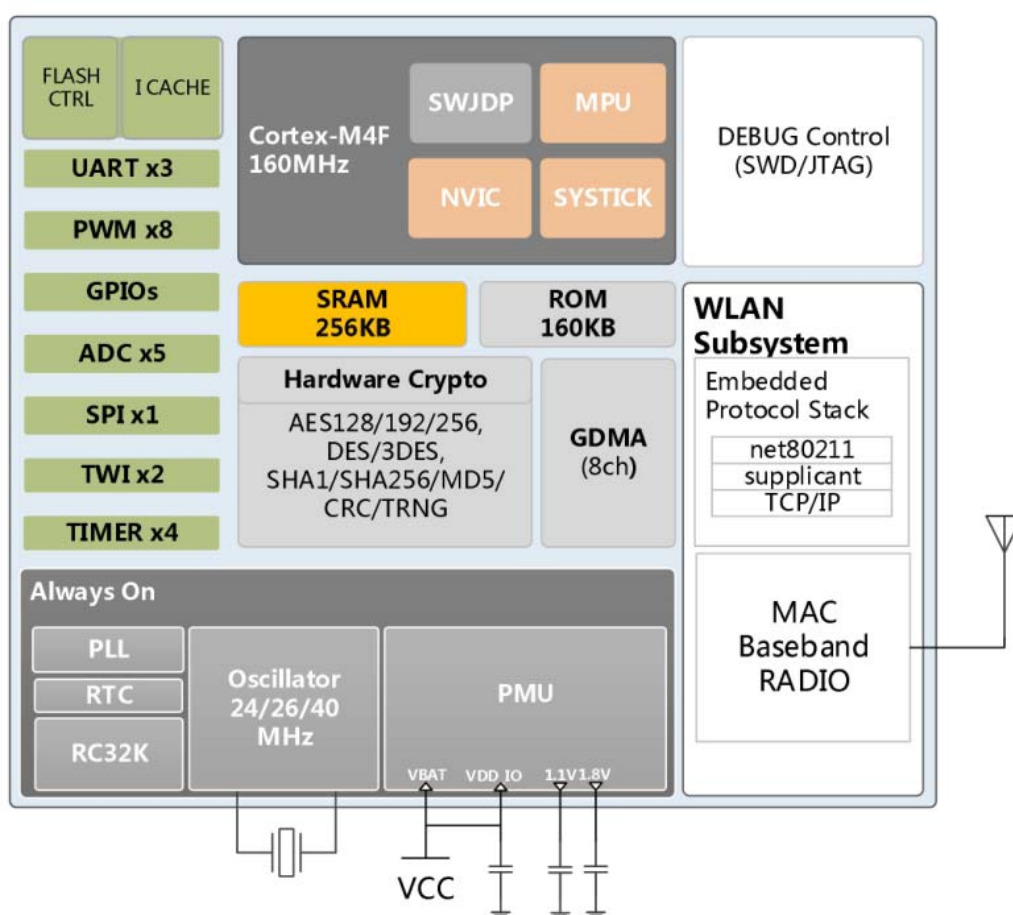 FLASH
CTRL
I CACHE
UART x3
PWM x8
GPIOs
ADC x5
SPI x1
TWI x2
TIMER x4
Cortex-M4F
160MHz
SWJDP
MPU
NVIC
SYSTICK
DEBUG Control
(SWD/JTAG)
SRAM
256KB
ROM
160KB
Hardware Crypto
AES128/192/256,
DES/3DES,
SHA1/SHA256/MD5/
CRC/TRNG
GDMA
(8ch)
WLAN
Subsystem
Embedded
Protocol Stack
net80211
supplicant
TCP/IP
MAC
Baseband
RADIO
Always On
PLL
RTC
RC32K
Oscillator
24/26/40
MHz
PMU
VBAT
VDD IO
1.1V
1.8V
VCC